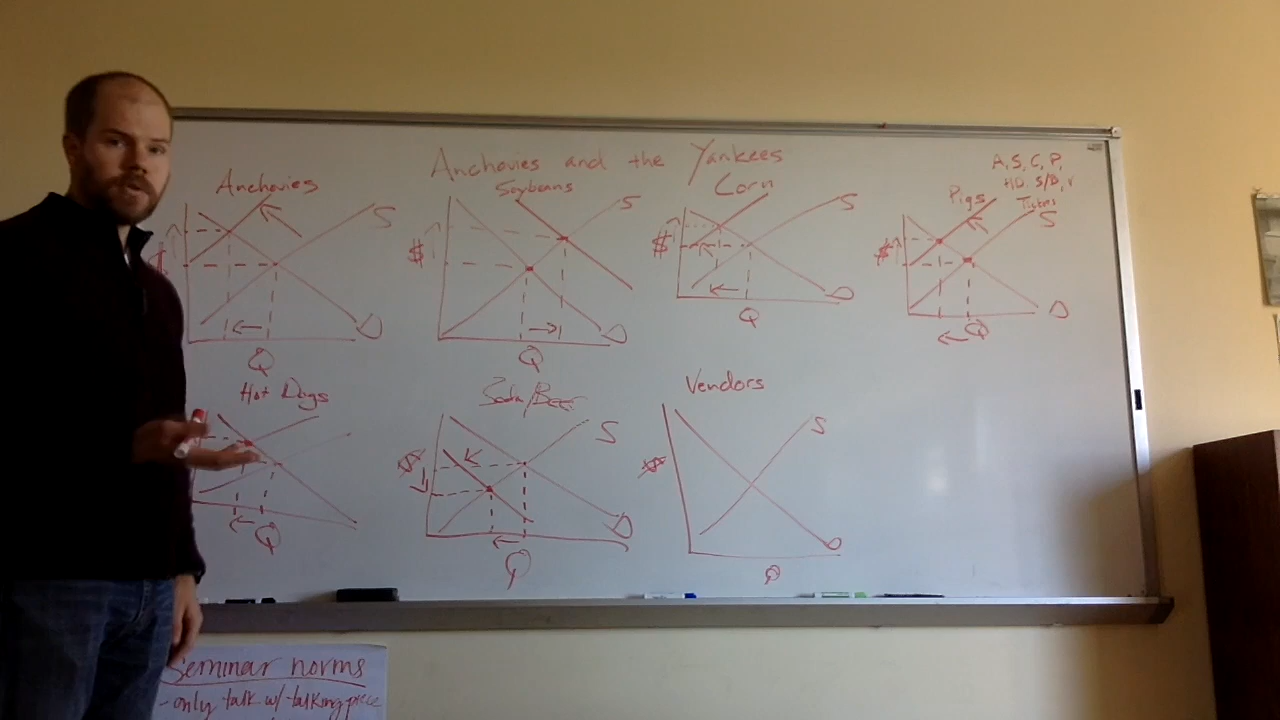 Anchovies and the Yankees
A, S, C, P,
HD. S/B, V
Tickets
Anchovies
S
$
D
Q
Soybeans
S
$
D
Q
Corn
S
$
D
Q
Pigs
S
$
D
Q
Hot Dogs
Q
Soda/Beer
S
$
D
Q
Vendors
S
$
D
Q
Seminar norms
- only talk w/ talking piece